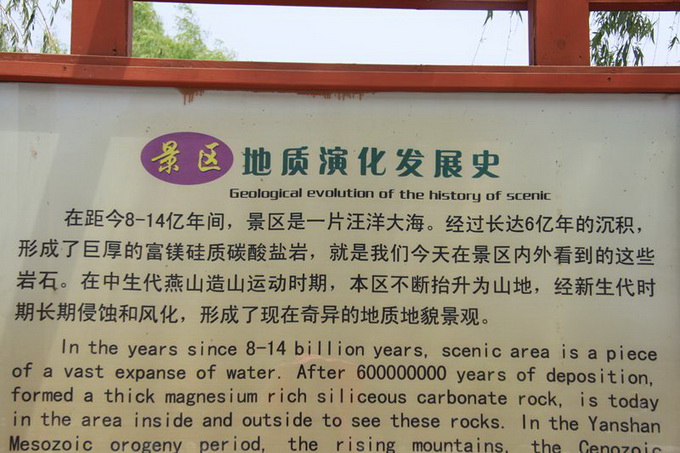 景区 地质演化发展史
Geological evolution of the history of scenic
在距今8-14亿年间，景区是一片汪洋大海。经过长达6亿年的沉积，
形成了巨厚的富镁硅质碳酸盐岩，就是我们今天在景区内外看到的这些
岩石。在中生代燕山造山运动时期，本区不断抬升为山地，经新生代时
期长期侵蚀和风化，形成了现在奇异的地质地貌景观。
In the years since 8-14 billion years, scenic area is a piece
of a vast expanse of water. After 600000000 years of deposition,
formed a thick magnesium rich siliceous carbonate rock, is today
in the area inside and outside to see these rocks. In the Yanshan
Mesozoic orogeny period, the rising mountains, the Cenozoic